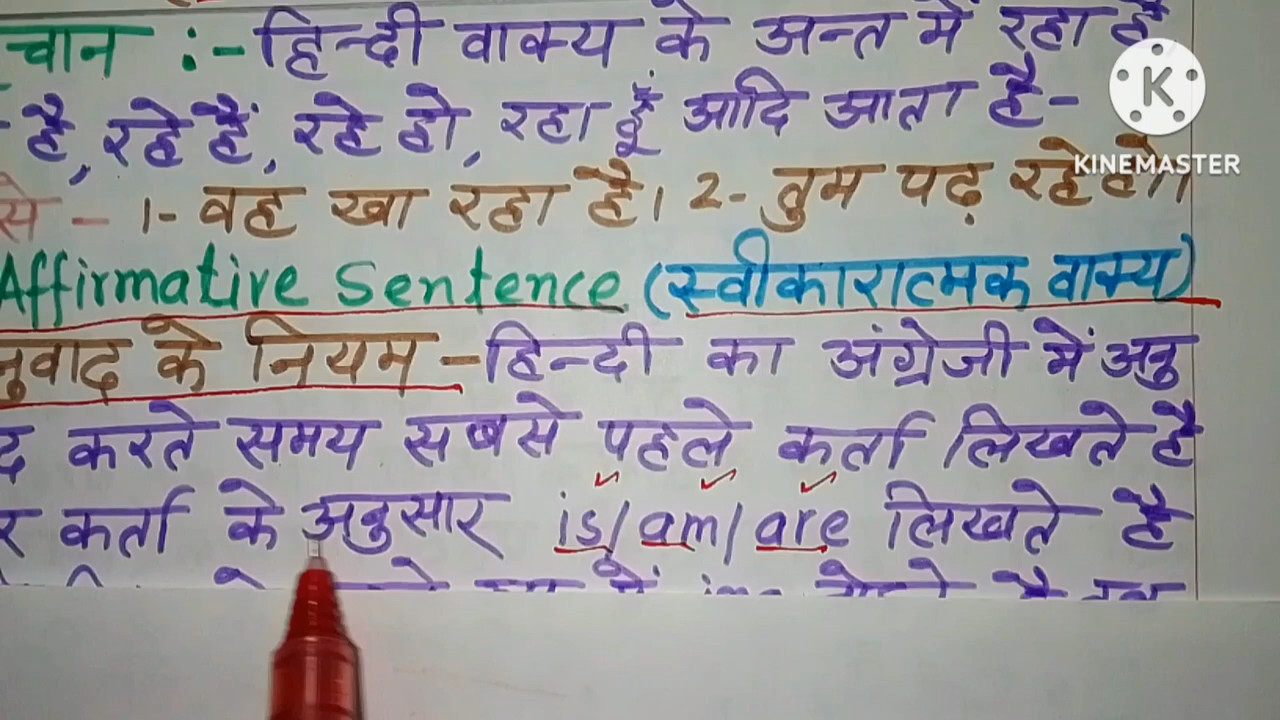 चान :- हिन्दी वाक्य के अन्त में रहा है
है, रहे हैं, रहे हो, रहा हूँ आदि आता है-
से - 1- वह खा रहा है। 2- तुम पढ़ रहे हो।
Affirmative Sentence (स्वीकारात्मक वाक्य)
नुवाद के नियम - हिन्दी का अंग्रेजी में अनु
द करते समय सबसे पहले कर्ता लिखते है
र कर्ता के अनुसार is/am/are लिखते है
K
KINEMASTER